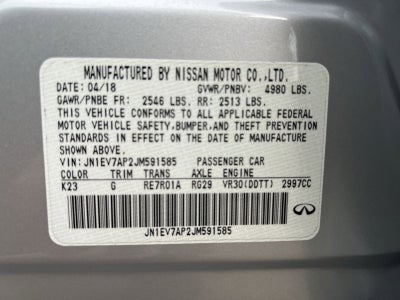 MANUFACTURED BY NISSAN MOTOR CO.,LTD.
DATE: 04/18 GVWR/PNBV: 4980 LBS.
GAWR/PNBE FR: 2546 LBS. RR: 2513 LBS.
THIS VEHICLE CONFORMS TO ALL APPLICABLE FEDERAL
MOTOR VEHICLE SAFETY,BUMPER,AND THEFT PREVENTION
STANDARDS IN EFFECT ON THE DATE OF MANUFACTURE
SHOWN ABOVE.
VIN: JN1EV7AP2JM591585 PASSENGER CAR
COLOR TRIM TRANS AXLE ENGINE
K23 G RE7R01A RG29 VR30(DDTT) 2997CC
JN1EV7AP2JM591585